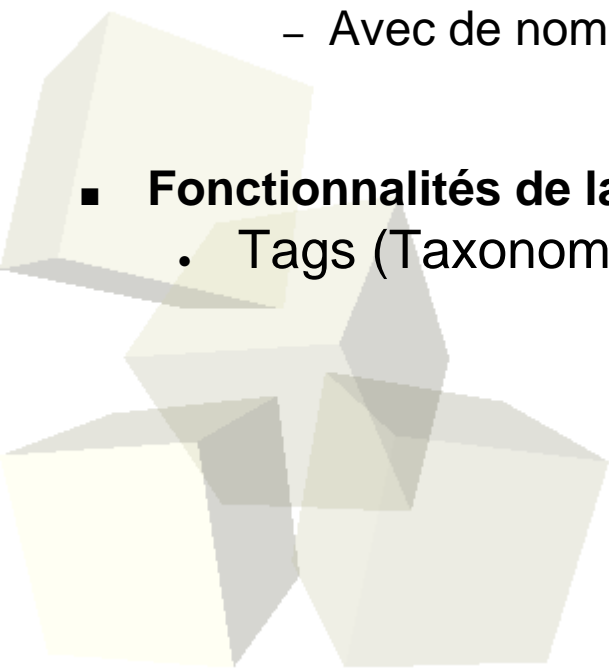 – Avec de nom
■ Fonctionnalités de la
• Tags (Taxonom